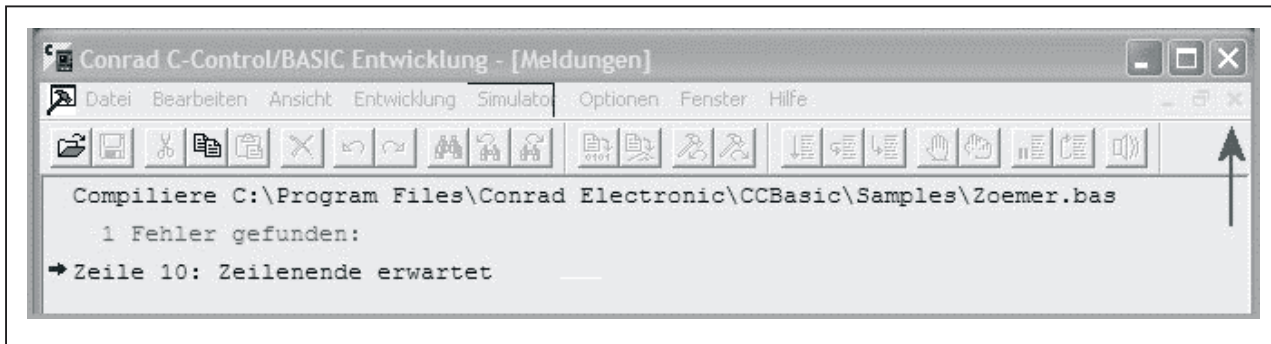 Conrad C-Control/BASIC Entwicklung - [Meldungen]
Datei Bearbeiten Ansicht Entwicklung Simulator Optionen Fenster Hilfe
Compiliere C:\Program Files\Conrad Electronic\CCBasic\Samples\Zoemer.bas
1 Fehler gefunden:
Zeile 10: Zeilenende erwartet